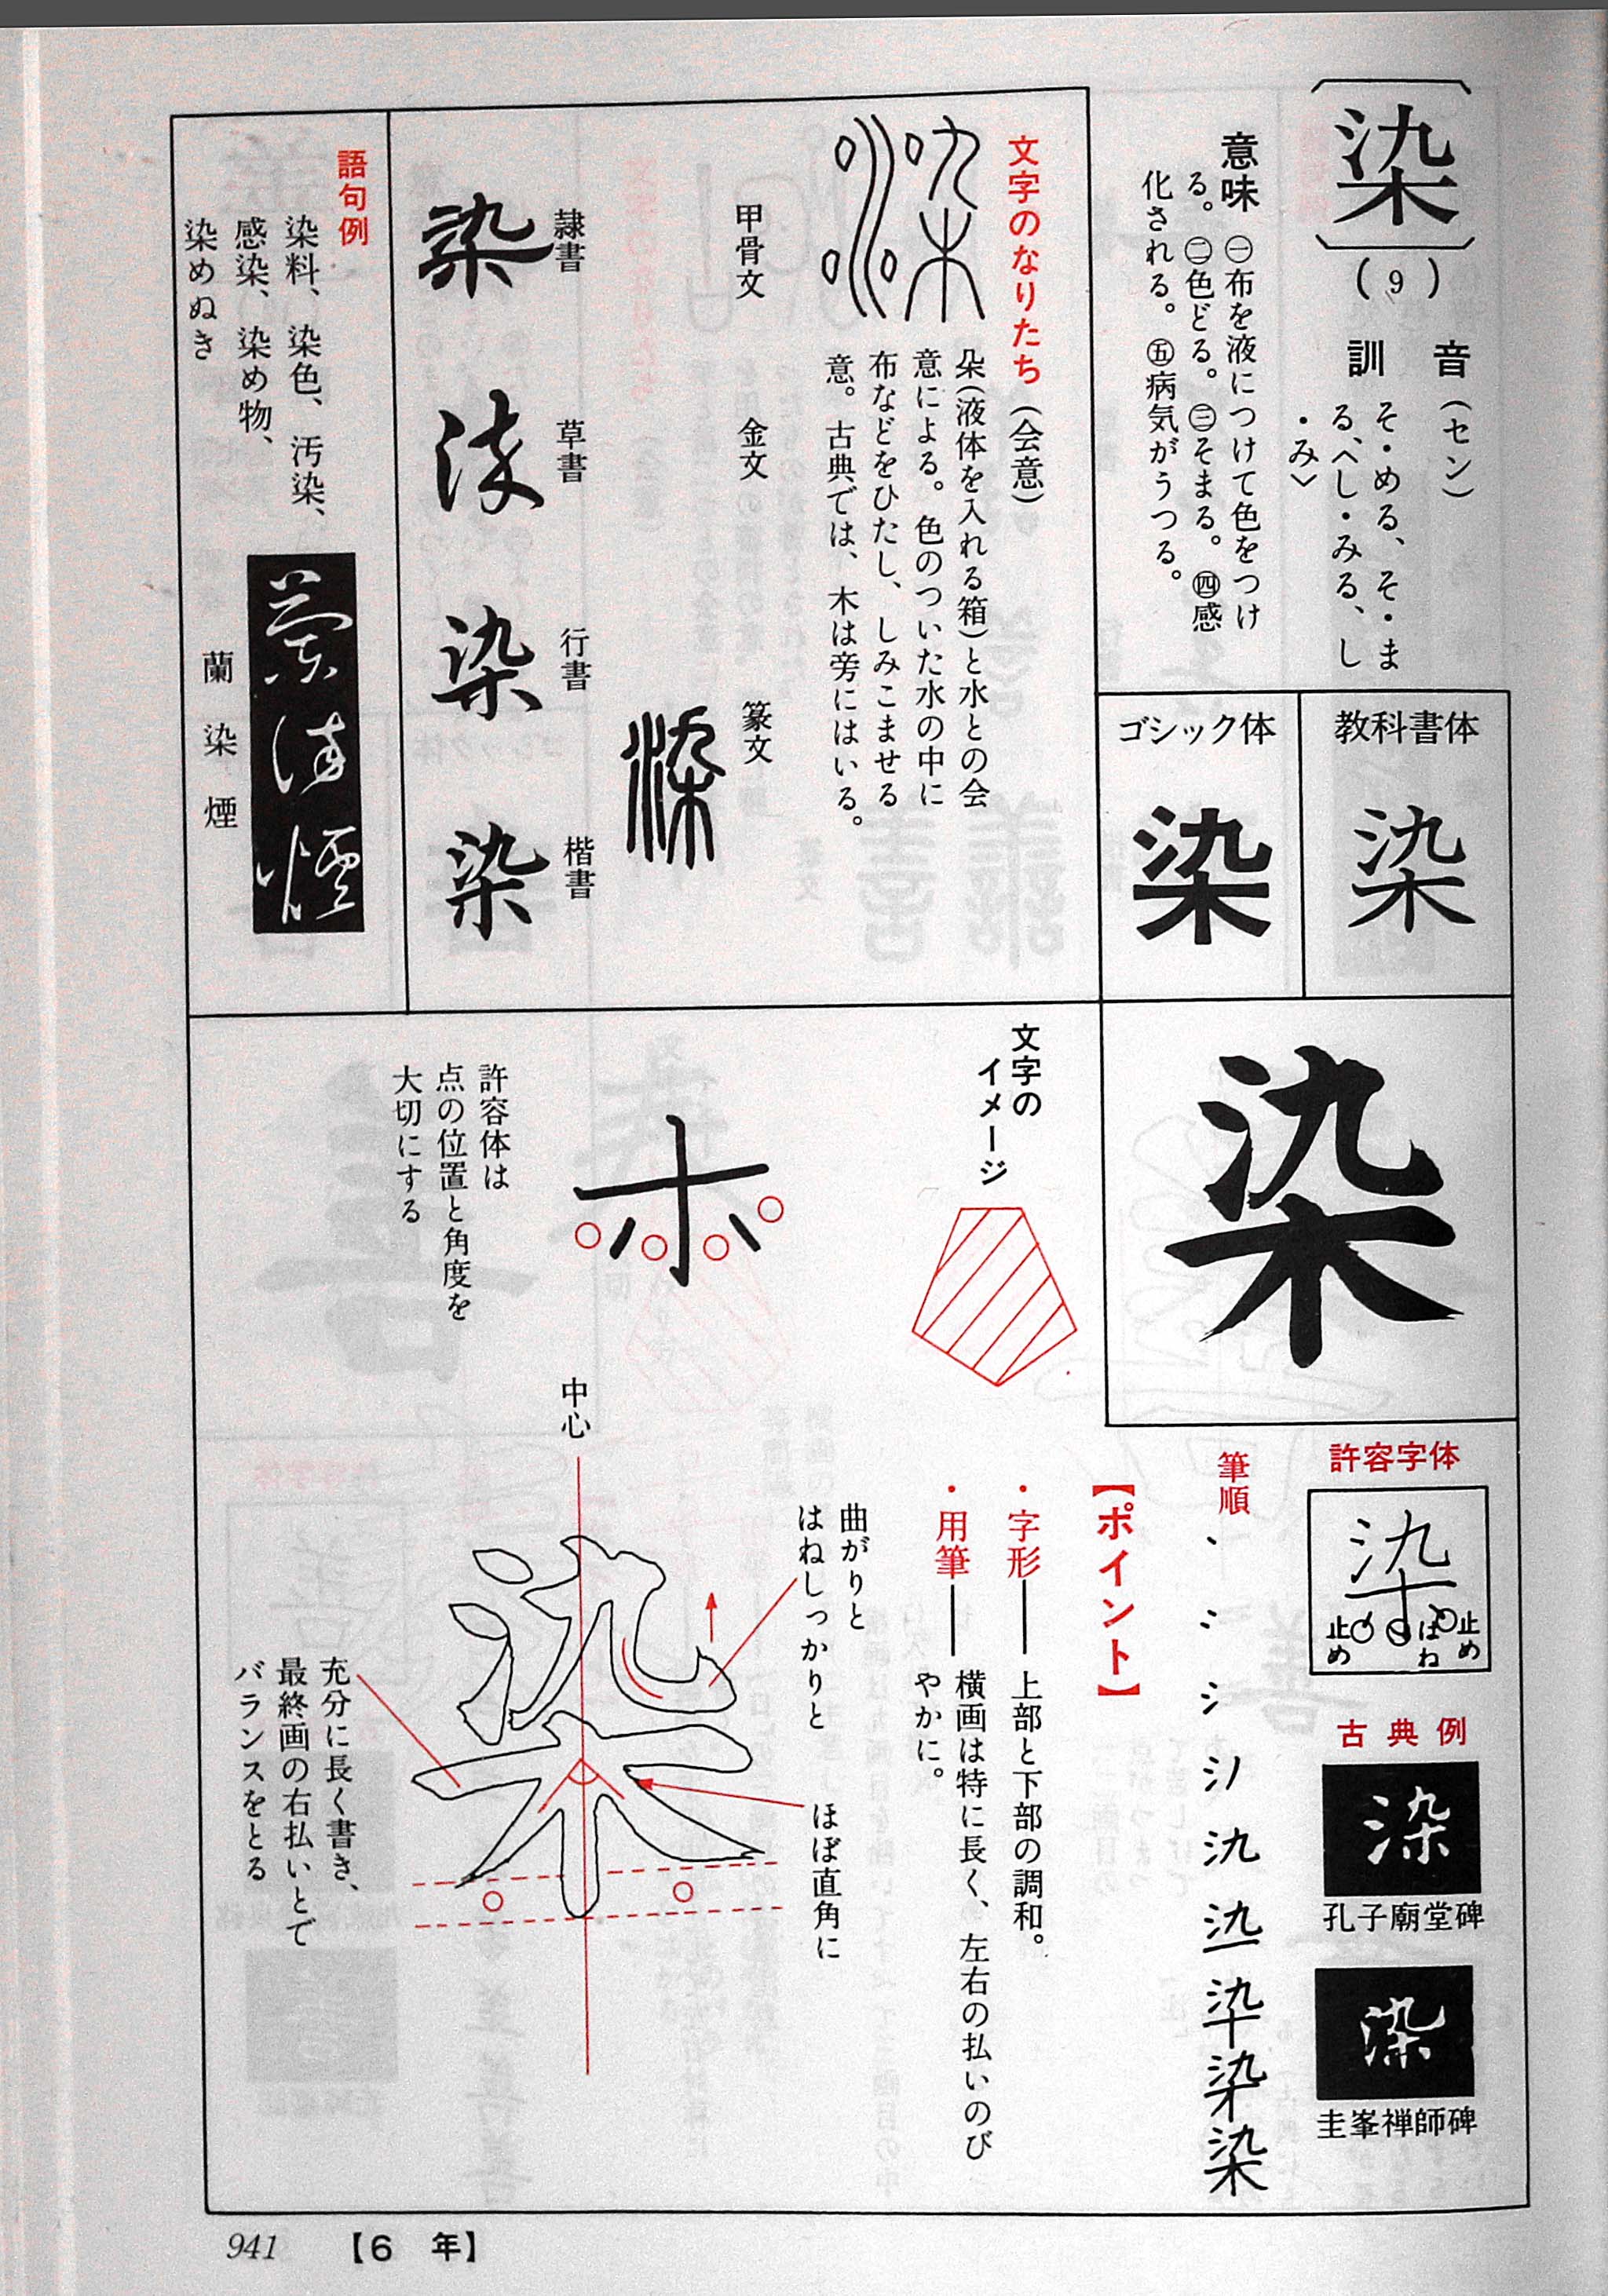 〔染〕(9)
音(セン)
訓 そ・める、そ・ま
る、〈し・みる、し
・み〉
意味 ㊀布を液につけて色をつけ
る。㊁色どる。㊂そまる。㊃感
化される。㊄病気がうつる。
教科書体
染
ゴシック体
染
文字のなりたち(会意)
朶(液体を入れる箱)と水との会
意による。色のついた水の中に
布などをひたし、しみこませる
意。古典では、木は旁にはいる。
甲骨文
金文
篆文
染
隷書
染
草書
染
行書
染
楷書
染
語句例
染料、染色、汚染、
感染、染め物、
染めぬき
蘭染煙
蘭染煙
染
許容字体
染
止め
はね
止め
古典例
染
孔子廟堂碑
染
圭峯禅師碑
筆順
染
【ポイント】
・字形――上部と下部の調和。
・用筆――横画は特に長く、左右の払いのび
やかに。
文字の
イメージ
ホ
許容体は
点の位置と角度を
大切にする
中心
曲がりと
はねしっかりと
染
ほぼ直角に
充分に長く書き、
最終画の右払いとで
バランスをとる
941 【6 年】